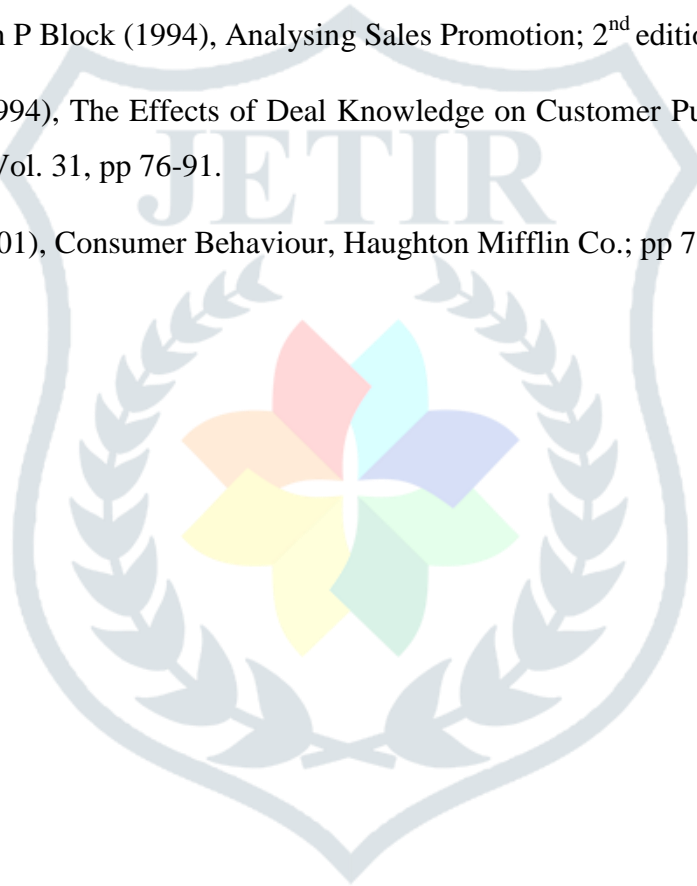 n P Block (1994), Analysing Sales Promotion; 2nd editio
994), The Effects of Deal Knowledge on Customer Pu
JETIR
Vol. 31, pp 76-91.
01), Consumer Behaviour, Haughton Mifflin Co.; pp 7